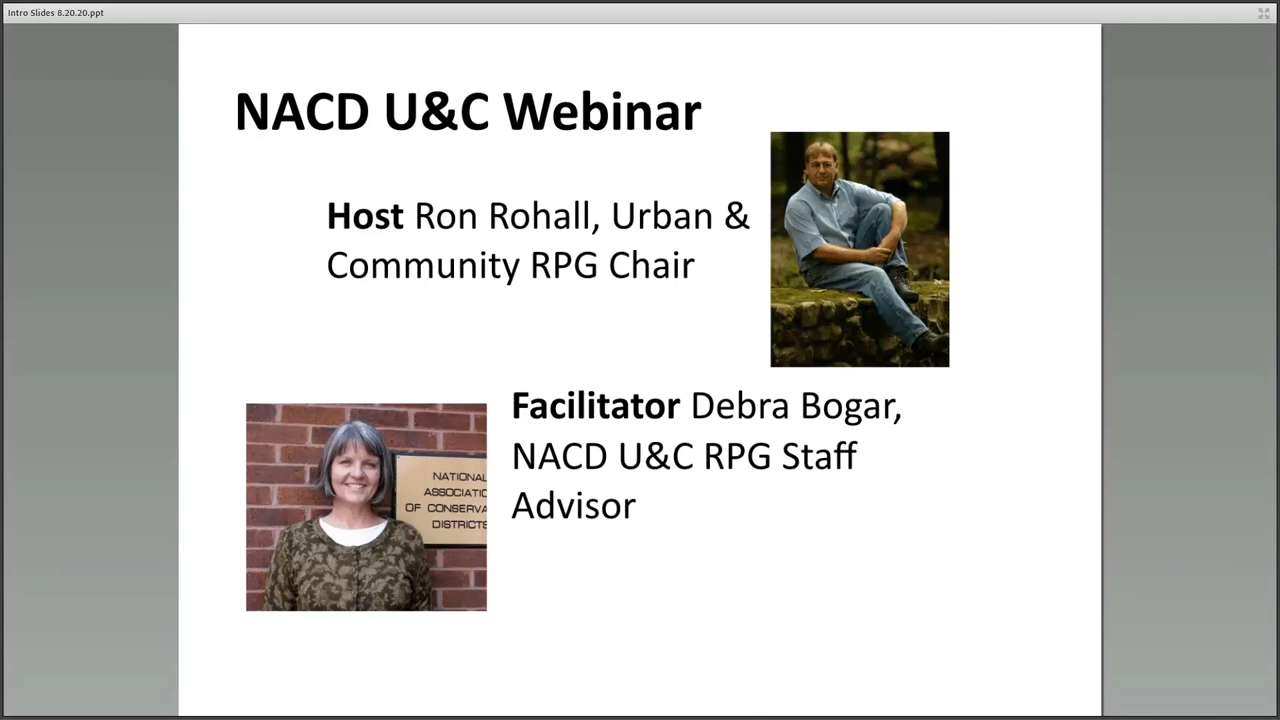 Intro Slides 8.20.20.ppt
NACD U&C Webinar
Host Ron Rohall, Urban &
Community RPG Chair
Facilitator Debra Bogar,
NACD U&C RPG Staff
Advisor
NATIONAL
ASSOCIATIO
OF CONSERVA
DISTRICTS